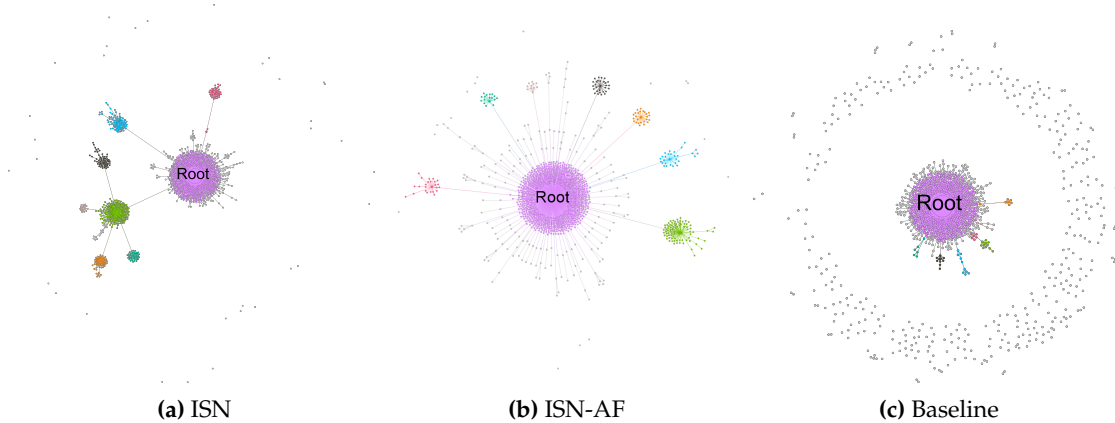 Root
Root
Root
(a) ISN
(b) ISN-AF
(c) Baseline